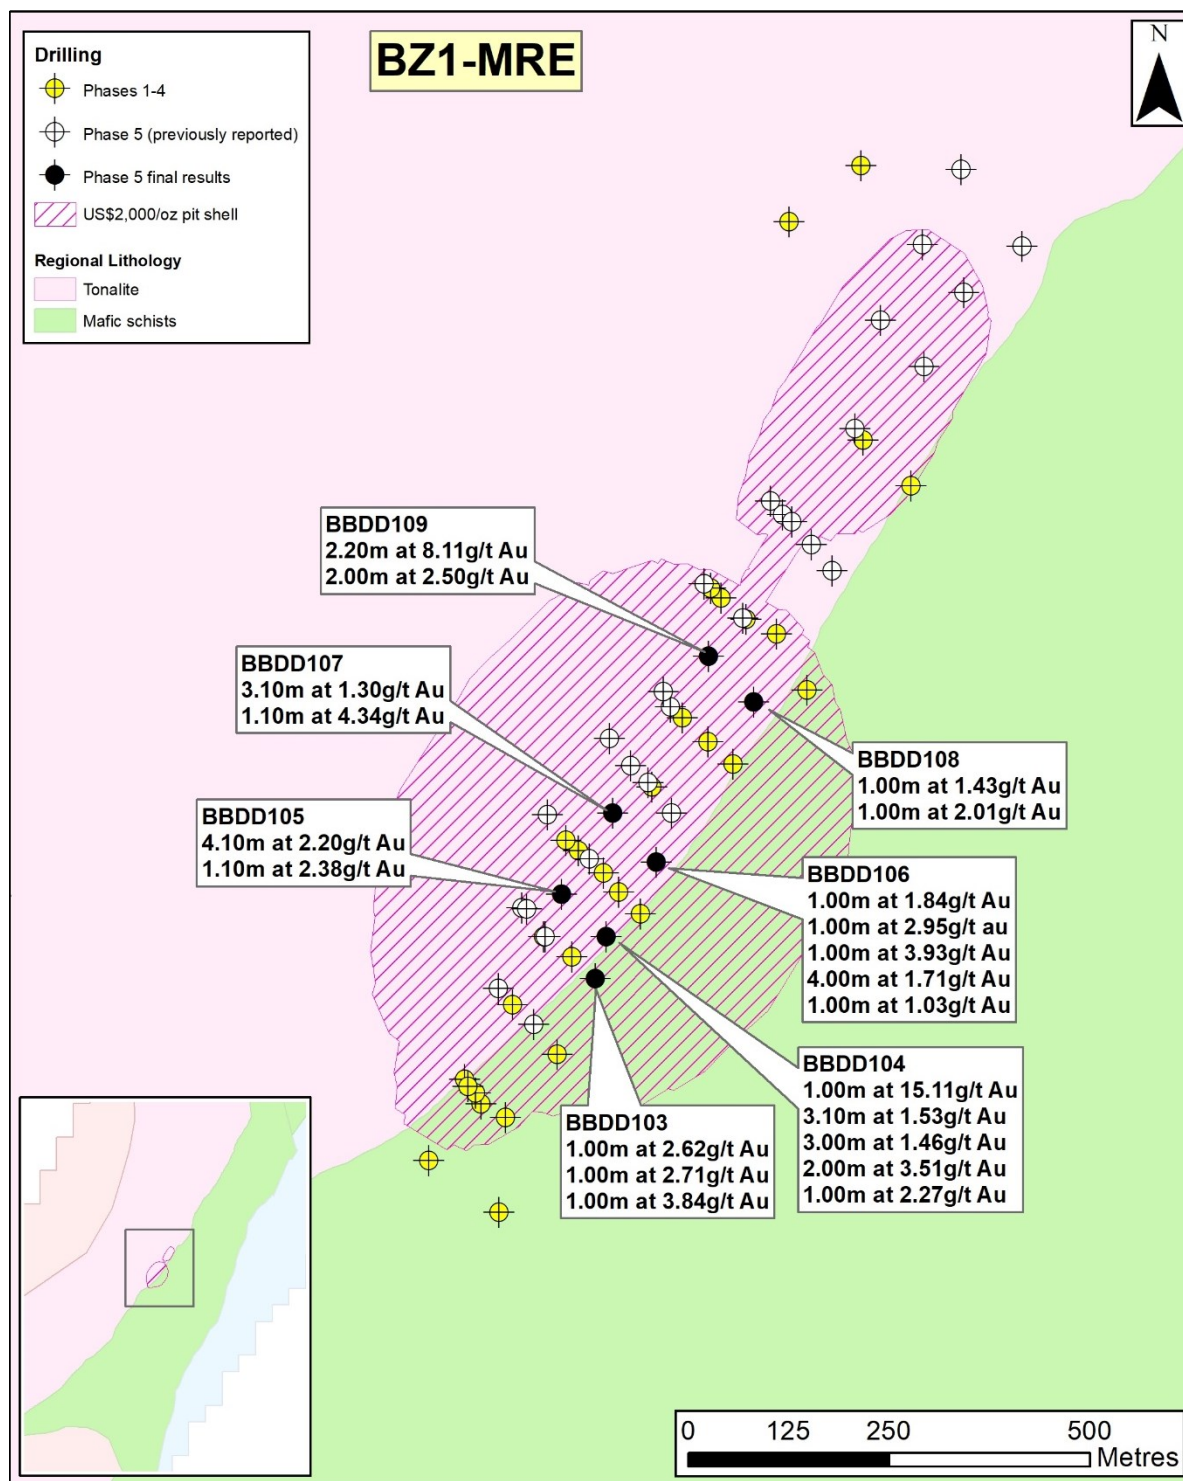 BZ1-MRE
N
Drilling
Phases 1-4
Phase 5 (previously reported)
Phase 5 final results
US$2,000/oz pit shell
Regional Lithology
Tonalite
Mafic schists
BBDD109
2.20m at 8.11g/t Au
2.00m at 2.50g/t Au
BBDD107
3.10m at 1.30g/t Au
1.10m at 4.34g/t Au
BBDD108
1.00m at 1.43g/t Au
1.00m at 2.01g/t Au
BBDD105
4.10m at 2.20g/t Au
1.10m at 2.38g/t Au
BBDD106
1.00m at 1.84g/t Au
1.00m at 2.95g/t au
1.00m at 3.93g/t Au
4.00m at 1.71g/t Au
1.00m at 1.03g/t Au
BBDD104
1.00m at 15.11g/t Au
3.10m at 1.53g/t Au
3.00m at 1.46g/t Au
2.00m at 3.51g/t Au
1.00m at 2.27g/t Au
BBDD103
1.00m at 2.62g/t Au
1.00m at 2.71g/t Au
1.00m at 3.84g/t Au
0 125 250 500
Metres